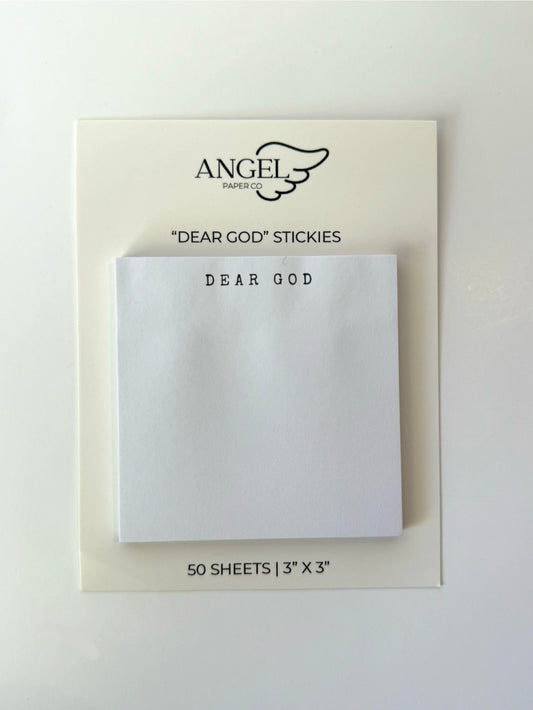 ANGEL
PAPER CO
“DEAR GOD” STICKIES
DEAR GOD
50 SHEETS | 3” X 3”